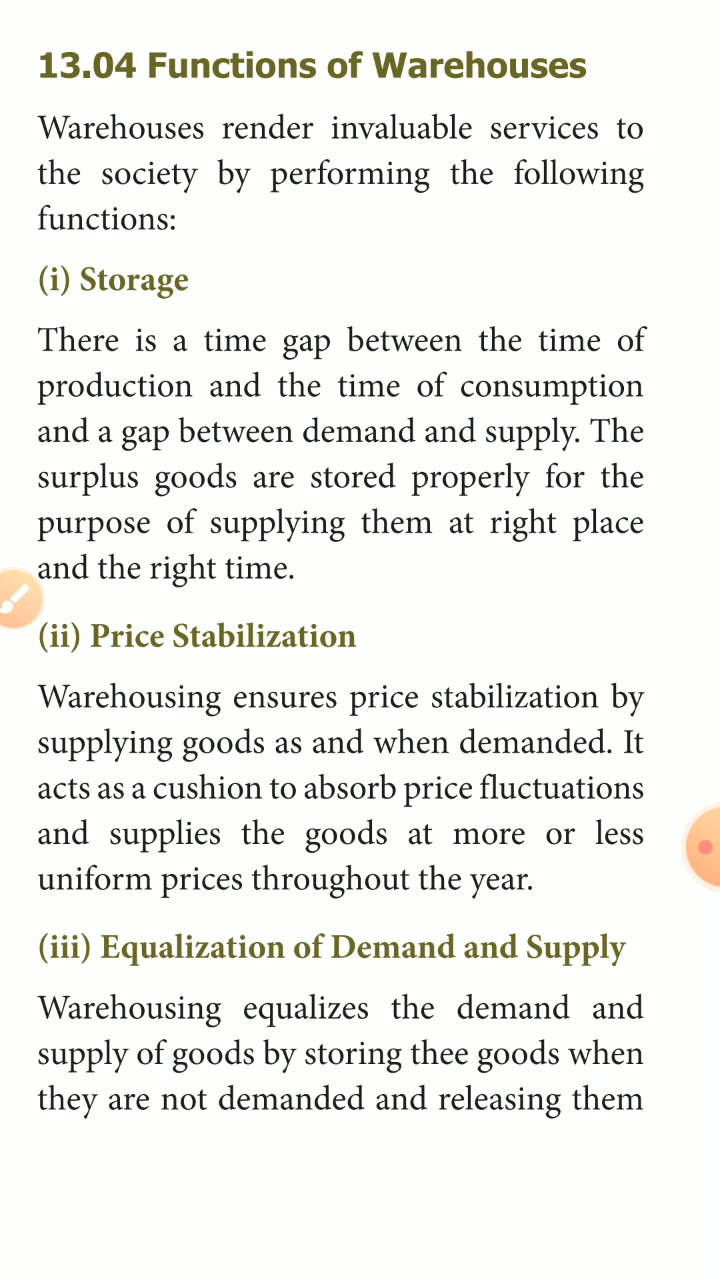 13.04 Functions of Warehouses
Warehouses render invaluable services to
the society by performing the following
functions:
(i) Storage
There is a time gap between the time of
production and the time of consumption
and a gap between demand and supply. The
surplus goods are stored properly for the
purpose of supplying them at right place
and the right time.
(ii) Price Stabilization
Warehousing ensures price stabilization by
supplying goods as and when demanded. It
acts as a cushion to absorb price fluctuations
and supplies the goods at more or less
uniform prices throughout the year.
(iii) Equalization of Demand and Supply
Warehousing equalizes the demand and
supply of goods by storing thee goods when
they are not demanded and releasing them